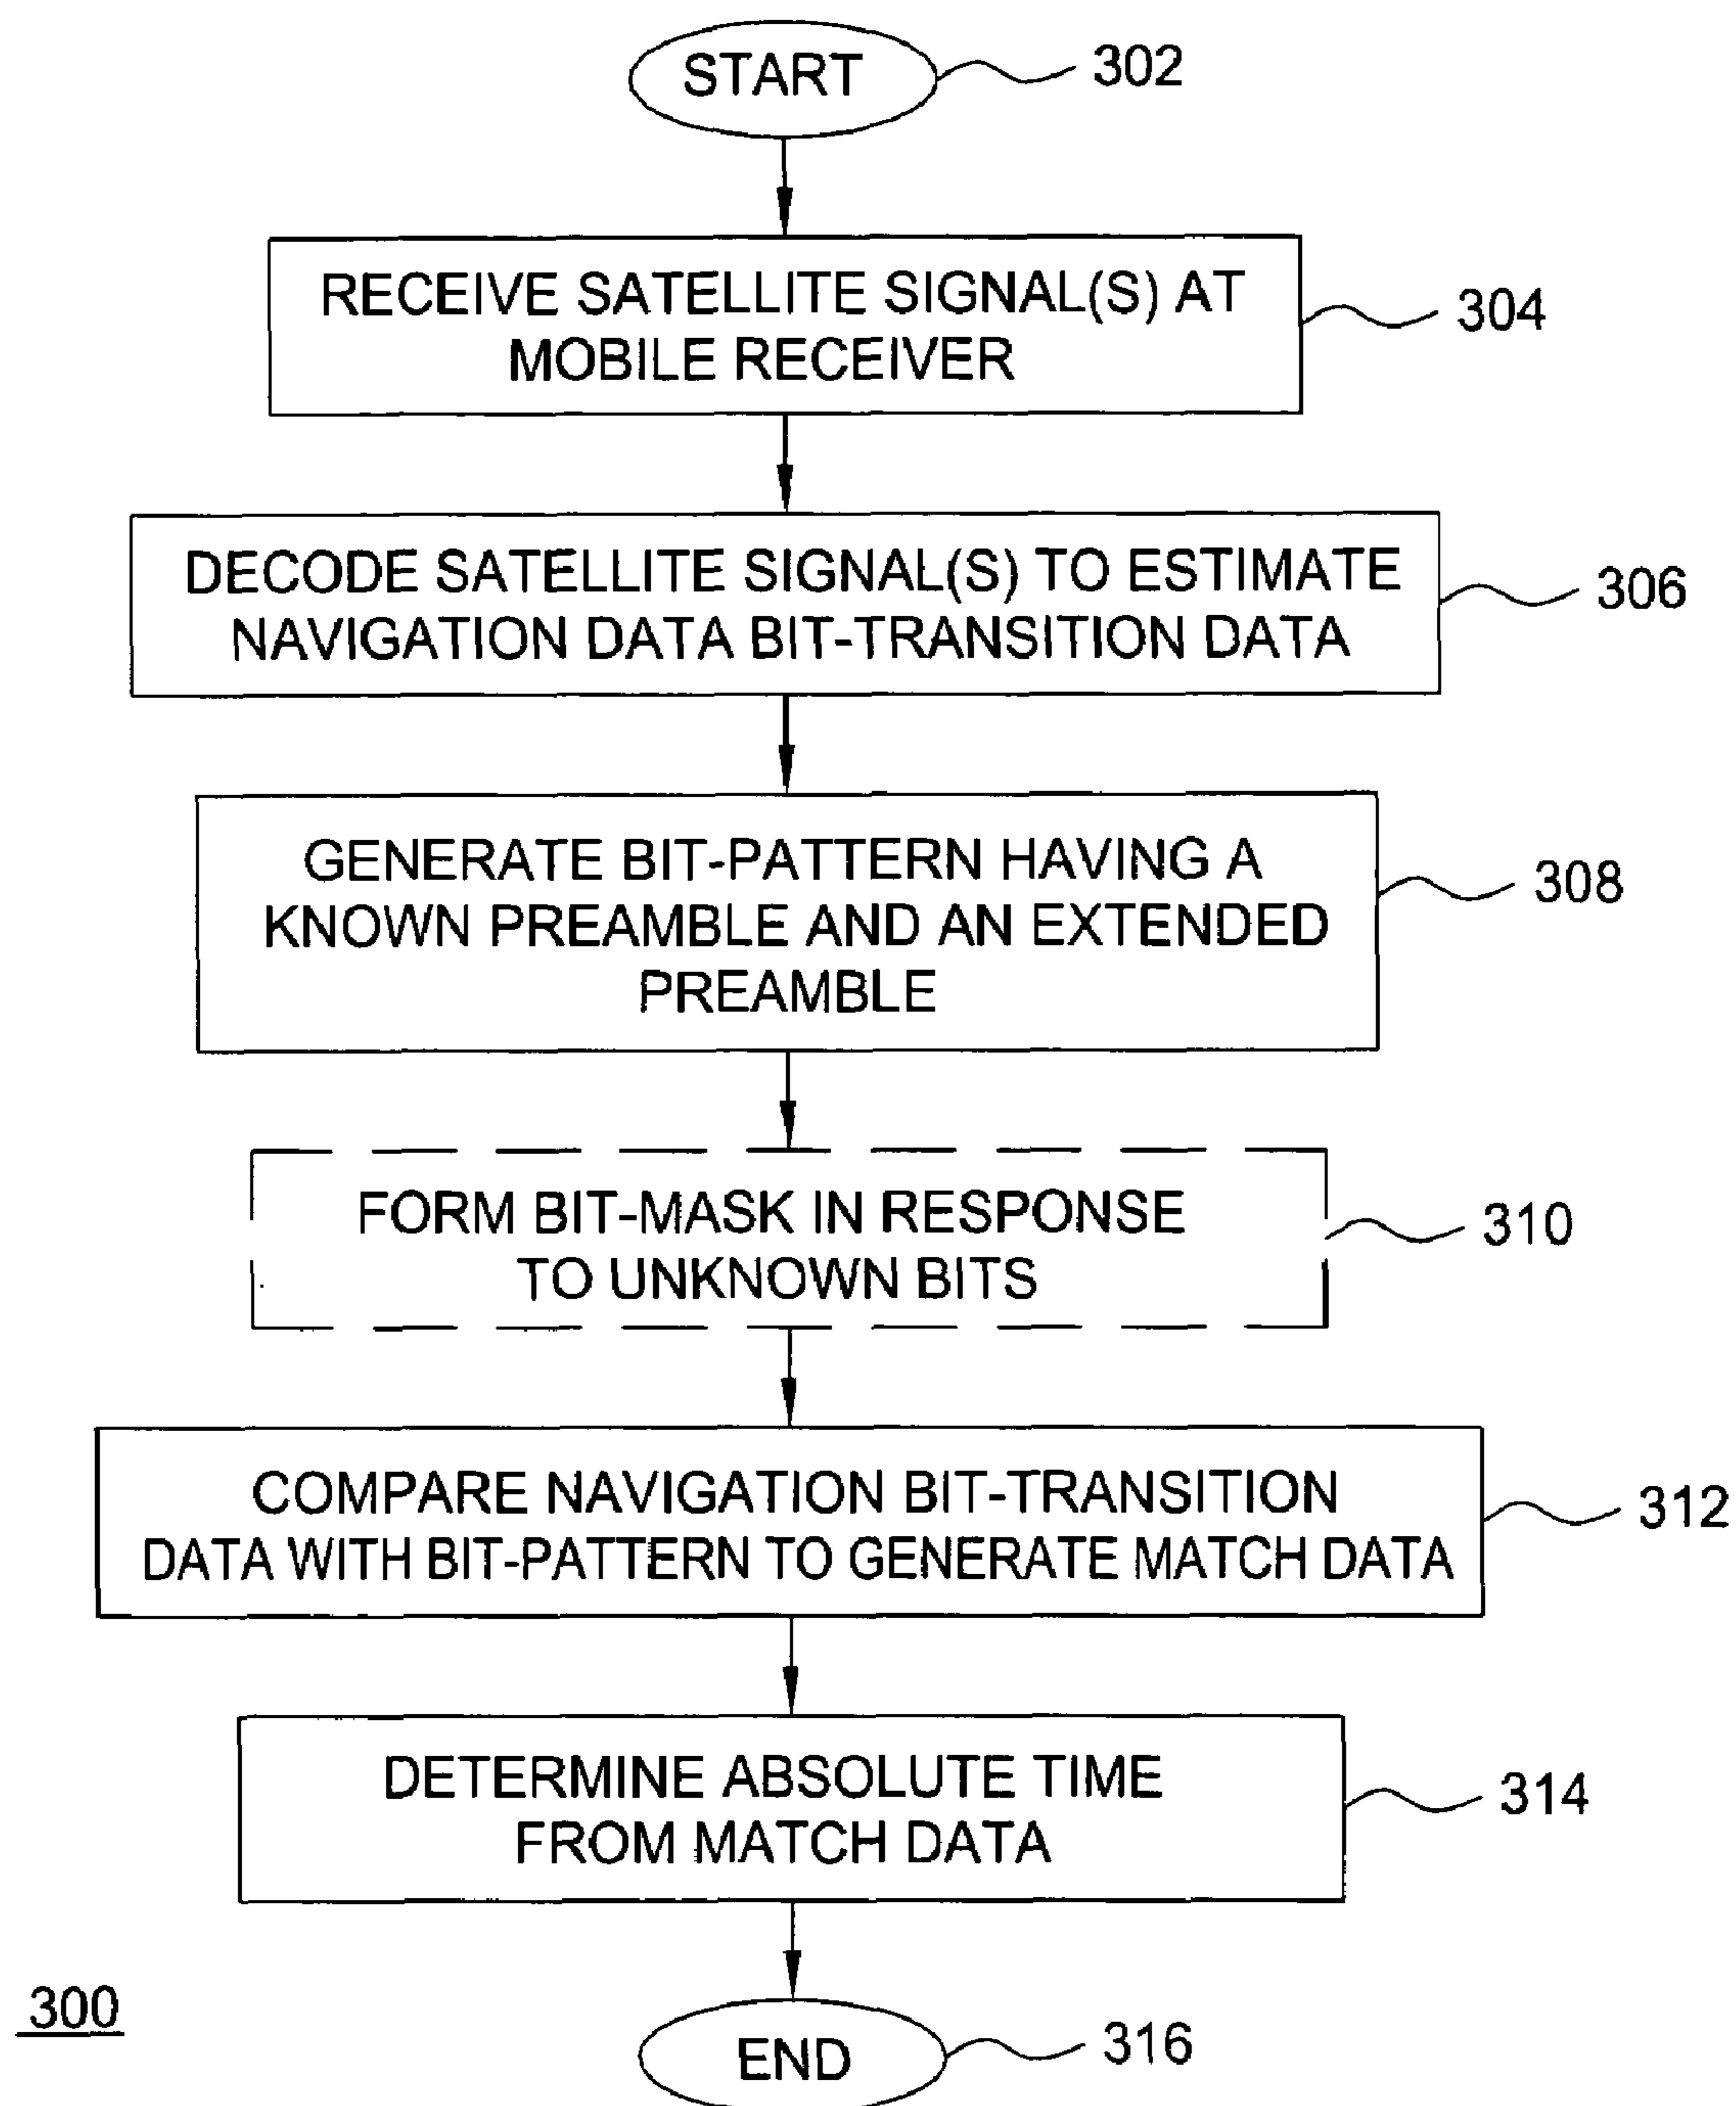 START
302
RECEIVE SATELLITE SIGNAL(S) AT
MOBILE RECEIVER
304
DECODE SATELLITE SIGNAL(S) TO ESTIMATE
NAVIGATION DATA BIT-TRANSITION DATA
306
GENERATE BIT-PATTERN HAVING A
KNOWN PREAMBLE AND AN EXTENDED
PREAMBLE
308
FORM BIT-MASK IN RESPONSE
TO UNKNOWN BITS
310
COMPARE NAVIGATION BIT-TRANSITION
DATA WITH BIT-PATTERN TO GENERATE MATCH DATA
312
DETERMINE ABSOLUTE TIME
FROM MATCH DATA
314
300
END
316